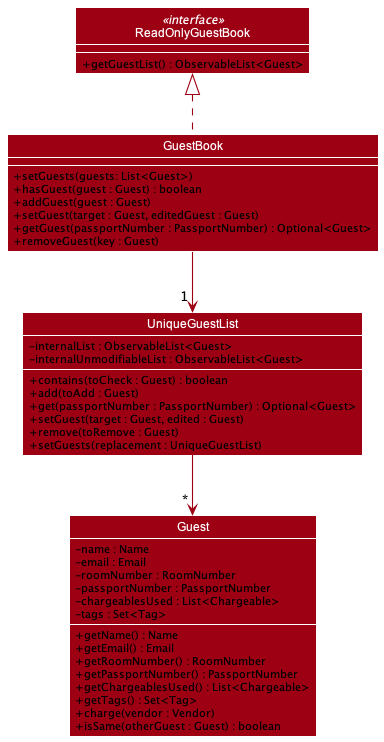 «interface»
ReadOnlyGuestBook
+getGuestList() : ObservableList<Guest>
GuestBook
+setGuests(guests: List<Guest>)
+hasGuest(guest : Guest) : boolean
+addGuest(guest : Guest)
+setGuest(target : Guest, editedGuest : Guest)
+getGuest(passportNumber : PassportNumber) : Optional<Guest>
+removeGuest(key : Guest)
1
UniqueGuestList
-internalList : ObservableList<Guest>
-internalUnmodifiableList : ObservableList<Guest>
+contains(toCheck : Guest) : boolean
+add(toAdd : Guest)
+get(passportNumber : PassportNumber) : Optional<Guest>
+setGuest(target : Guest, edited : Guest)
+remove(toRemove : Guest)
+setGuests(replacement : UniqueGuestList)
*
Guest
-name : Name
-email : Email
-roomNumber : RoomNumber
-passportNumber : PassportNumber
-chargeablesUsed : List<Chargeable>
-tags : Set<Tag>
+getName() : Name
+getEmail() : Email
+getRoomNumber() : RoomNumber
+getPassportNumber() : PassportNumber
+getChargeablesUsed() : List<Chargeable>
+getTags() : Set<Tag>
+charge(vendor : Vendor)
+isSame(otherGuest : Guest) : boolean